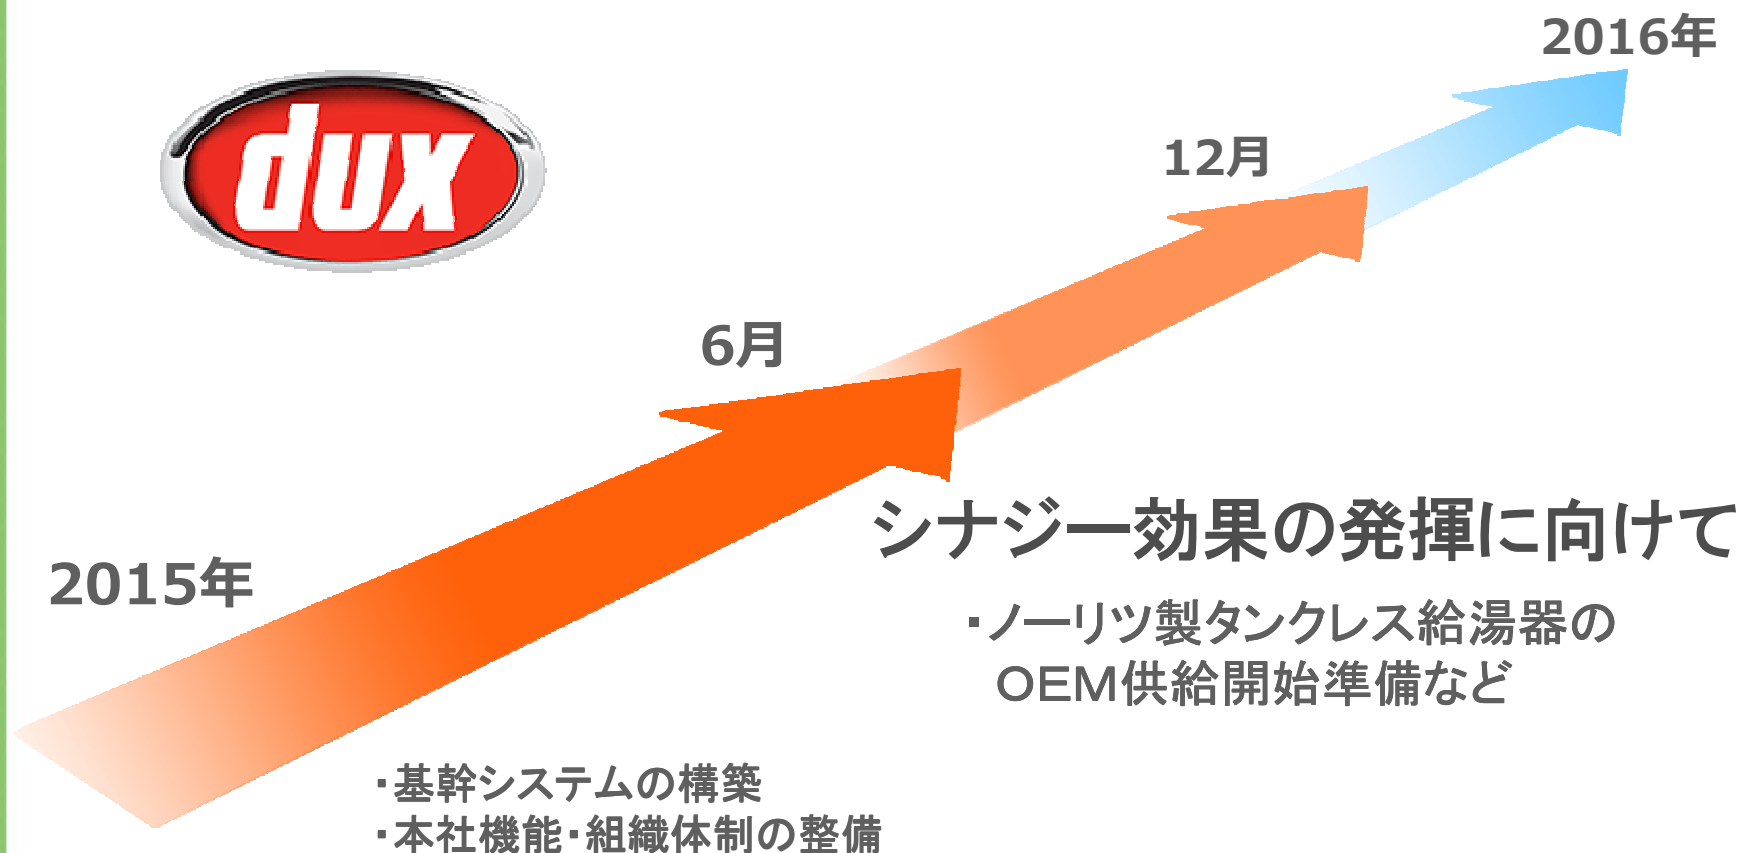 2016年
dux
12月
6月
シナジー効果の発揮に向けて
2015年
・ノーリツ製タンクレス給湯器の
ＯＥＭ供給開始準備など
・基幹システムの構築
・本社機能・組織体制の整備